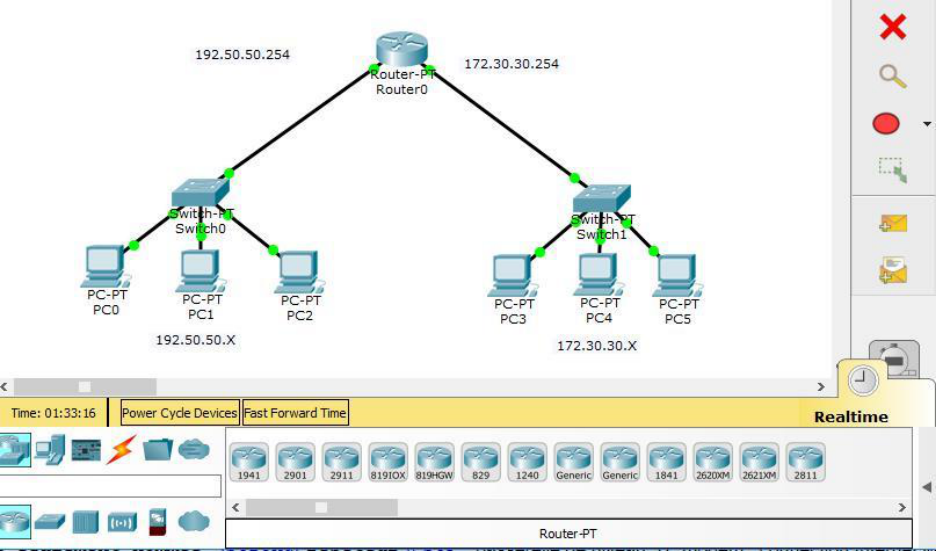 192.50.50.254
172.30.30.254
Router-PT
Router0
Switch-PT
Switch0
Switch-PT
Switch1
PC-PT
PC0
PC-PT
PC1
PC-PT
PC2
PC-PT
PC3
PC-PT
PC4
PC-PT
PC5
192.50.50.X
172.30.30.X
Time: 01:33:16
Power Cycle Devices
Fast Forward Time
Realtime
1941
2901
2911
819IOX
819HGW
829
1240
Generic
Generic
1841
2620XM
2621XM
2811
Router-PT